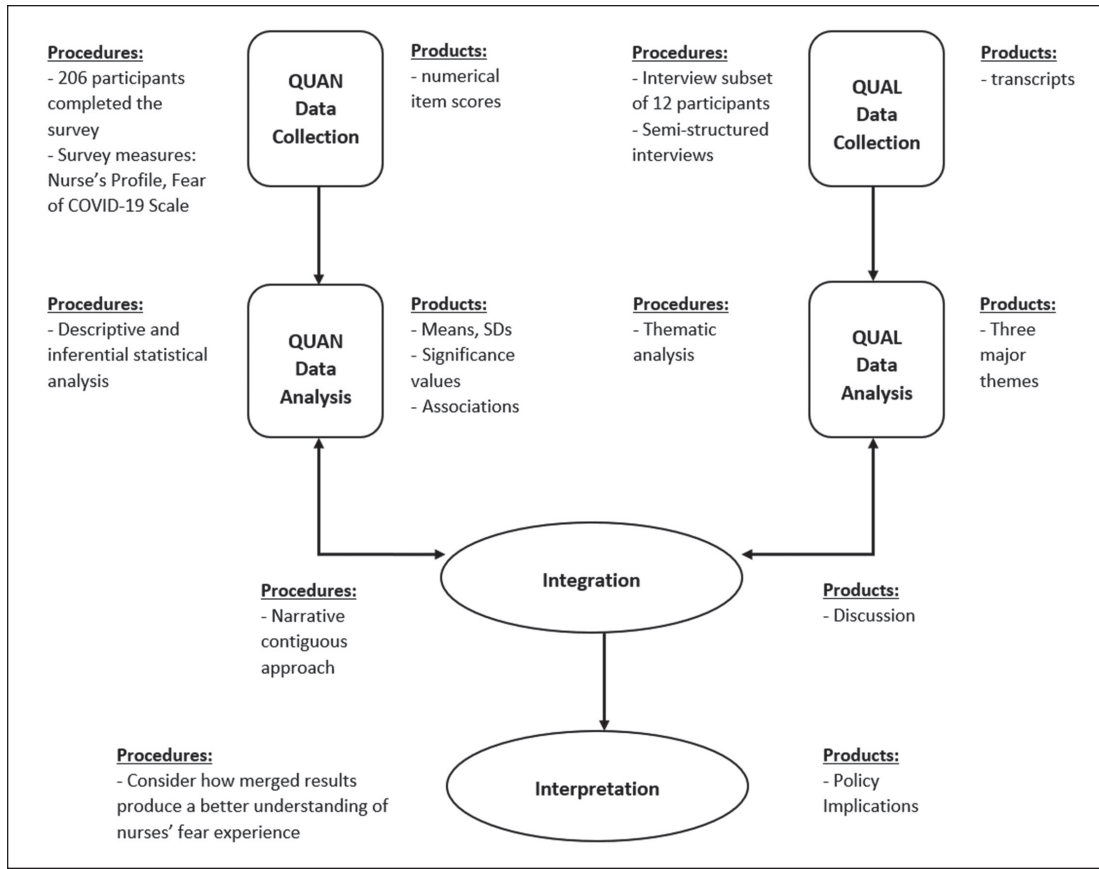 Procedures:
- 206 participants
completed the
survey
- Survey measures:
Nurse's Profile, Fear
of COVID-19 Scale
QUAN
Data
Collection
Products:
- numerical
item scores
Procedures:
- Interview subset
of 12 participants
- Semi-structured
interviews
QUAL
Data
Collection
Products:
- transcripts
Procedures:
- Descriptive and
inferential statistical
analysis
QUAN
Data
Analysis
Products:
- Means, SDs
- Significance
values
- Associations
Procedures:
- Thematic
analysis
QUAL
Data
Analysis
Products:
- Three
major
themes
Integration
Procedures:
- Narrative
contiguous
approach
Products:
- Discussion
Procedures:
- Consider how merged results
produce a better understanding of
nurses' fear experience
Interpretation
Products:
- Policy
Implications